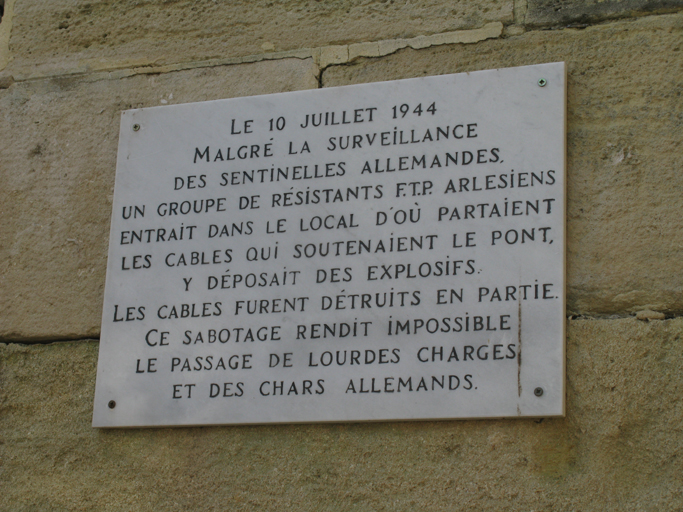 LE 10 JUILLET 1944
MALGRÉ LA SURVEILLANCE
DES SENTINELLES ALLEMANDES,
UN GROUPE DE RÉSISTANTS F.T.P. ARLESIENS
ENTRAIT DANS LE LOCAL D'OÙ PARTAIENT
LES CABLES QUI SOUTENAIENT LE PONT,
Y DÉPOSAIT DES EXPLOSIFS.
LES CABLES FURENT DÉTRUITS EN PARTIE.
CE SABOTAGE RENDIT IMPOSSIBLE
LE PASSAGE DE LOURDES CHARGES
ET DES CHARS ALLEMANDS.